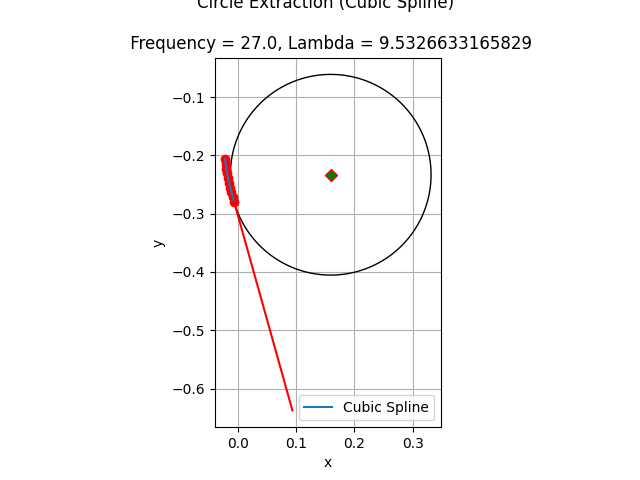 Circle Extraction (Cubic Spline)
Frequency = 27.0, Lambda = 9.5326633165829
−0.1
−0.2
−0.3
−0.4
−0.5
−0.6
y
0.0 0.1 0.2 0.3
x
Cubic Spline